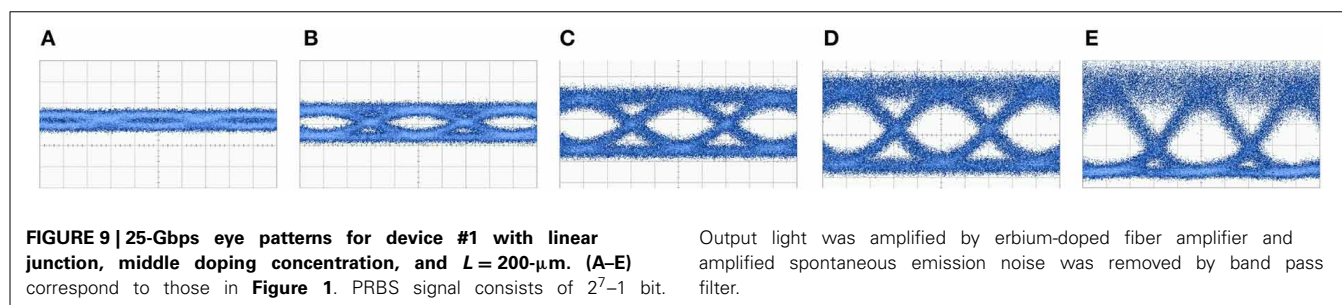 A
B
C
D
E
FIGURE 9 | 25-Gbps eye patterns for device #1 with linear
junction, middle doping concentration, and L = 200-μm. (A–E)
correspond to those in Figure 1. PRBS signal consists of 2⁷–1 bit.
Output light was amplified by erbium-doped fiber amplifier and
amplified spontaneous emission noise was removed by band pass
filter.